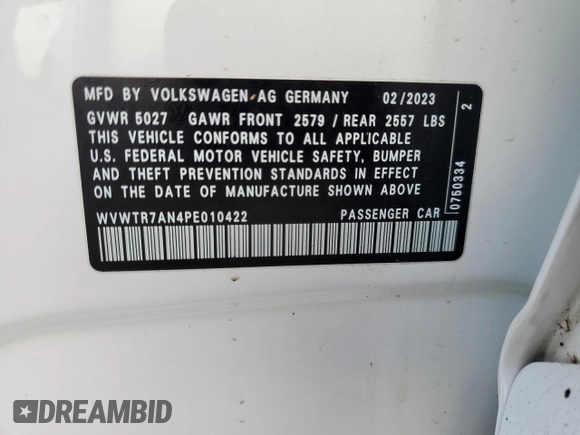 MFD BY VOLKSWAGEN AG GERMANY 02/2023
GVWR 5027 GAWR FRONT 2579 / REAR 2557 LBS
THIS VEHICLE CONFORMS TO ALL APPLICABLE
U.S. FEDERAL MOTOR VEHICLE SAFETY, BUMPER
AND THEFT PREVENTION STANDARDS IN EFFECT
ON THE DATE OF MANUFACTURE SHOWN ABOVE
WVWTR7AN4PE010422 PASSENGER CAR
0750334 2
DREAMBID